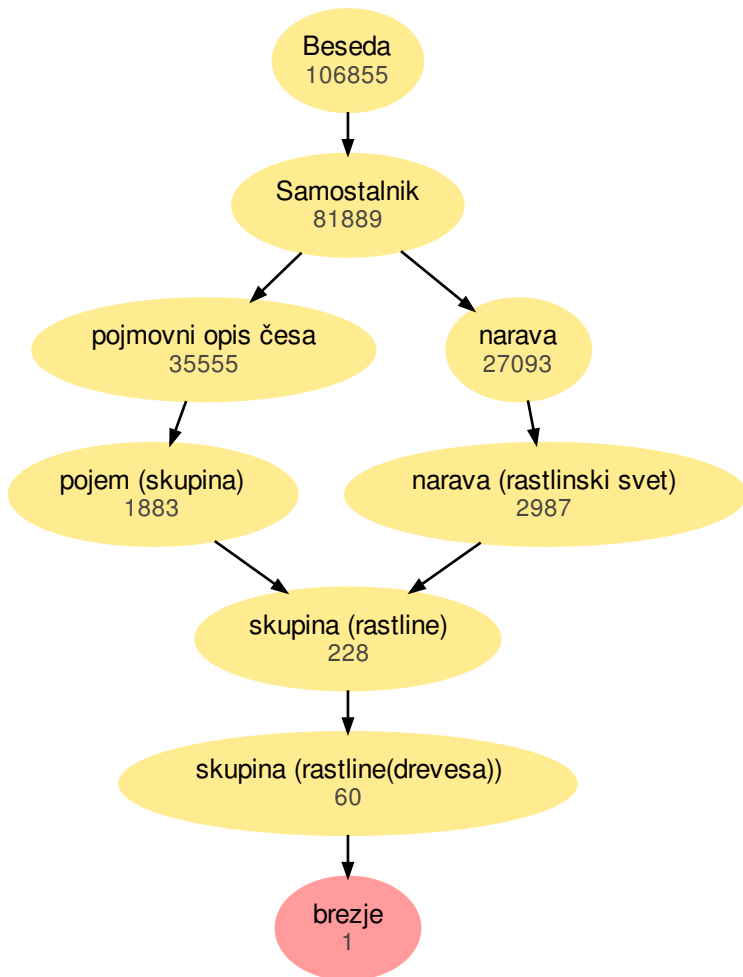 Beseda
106855
Samostalnik
81889
pojmovni opis česa
35555
narava
27093
pojem (skupina)
1883
narava (rastlinski svet)
2987
skupina (rastline)
228
skupina (rastline(drevesa))
60
brezje
1